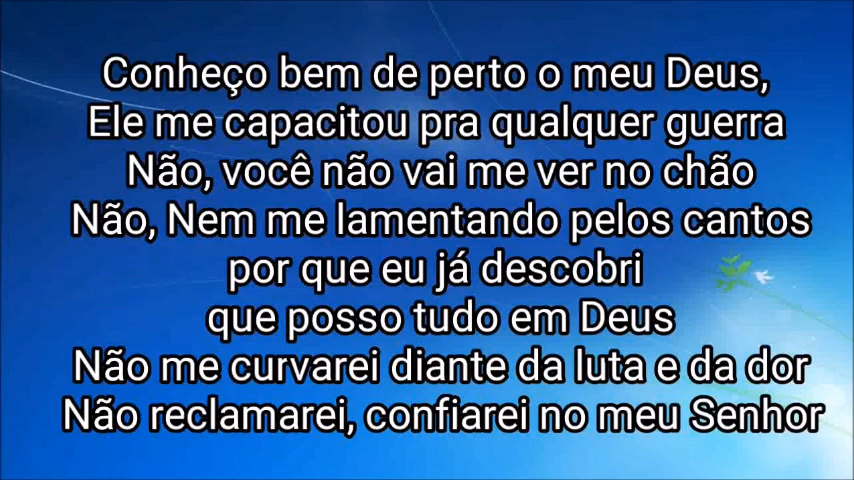 Conheço bem de perto o meu Deus,
Ele me capacitou pra qualquer guerra
Não, você não vai me ver no chão
Não, Nem me lamentando pelos cantos
por que eu já descobri
que posso tudo em Deus
Não me curvarei diante da luta e da dor
Não reclamarei, confiarei no meu Senhor